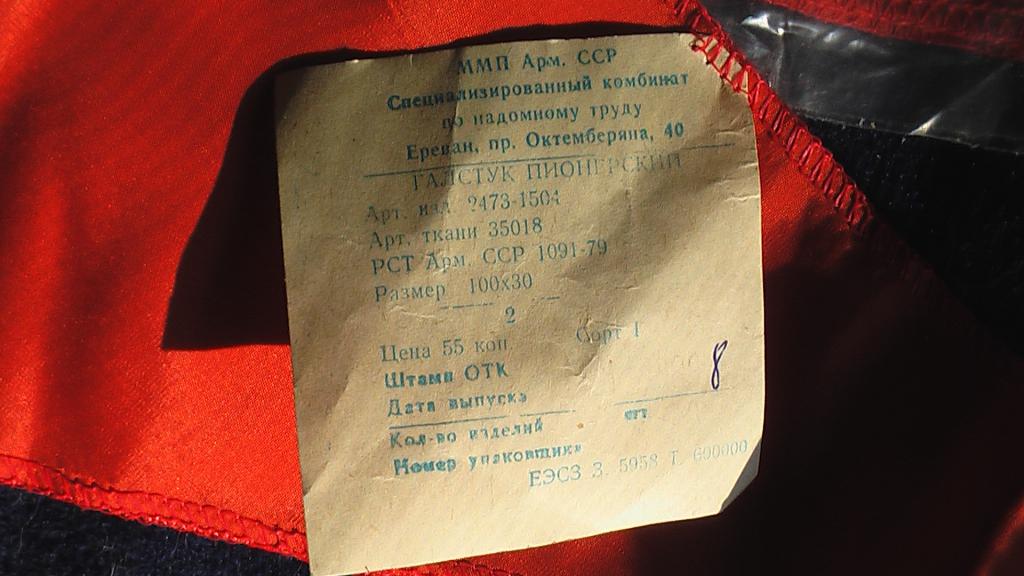 ММП Арм. ССР
Специализированный комбинат
по надомному труду
Ереван, пр. Октемберяна, 40
ГАЛСТУК ПИОНЕРСКИЙ
Арт. изд. 2473-1504
Арт. ткани 35018
РСТ Арм. ССР 1091-79
Размер 100х30
2
Цена 55 коп Сорт I
Штамп ОТК
8
Дата выпуска
Кол-во изделий шт
Номер упаковщика
ЕЭСЗ З. 5958 Т. 600000